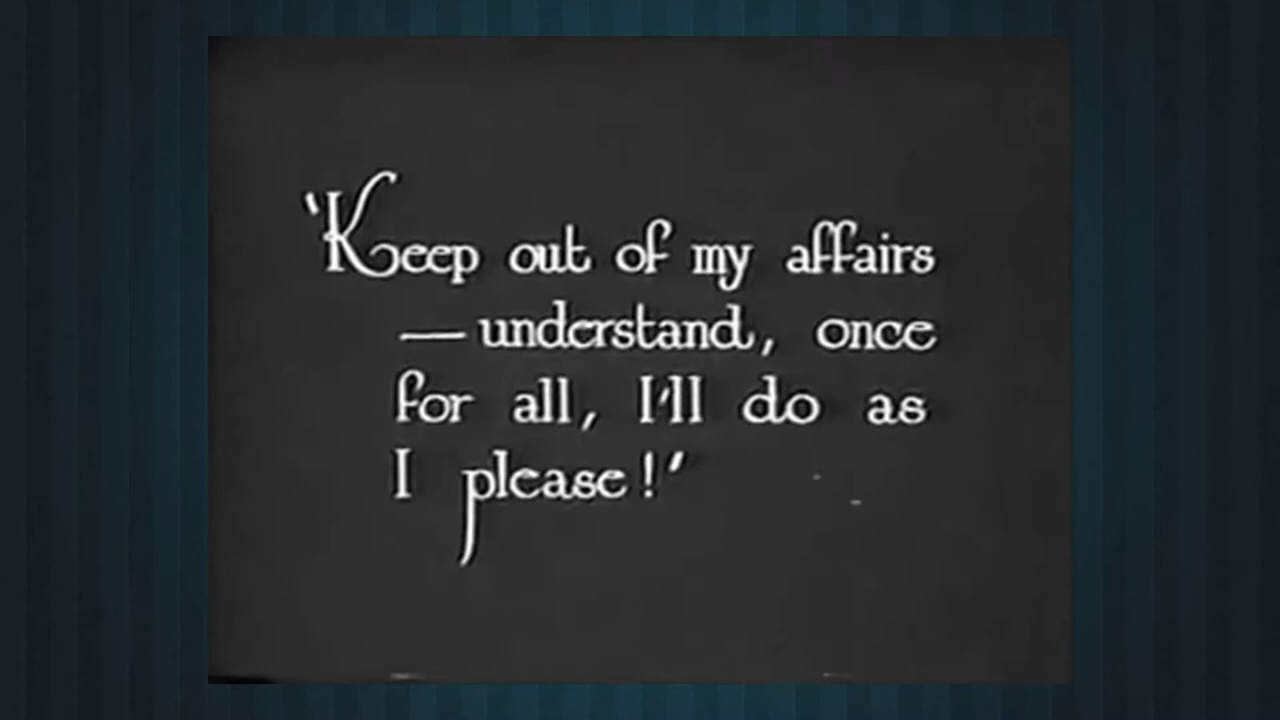 'Keep out of my affairs
—understand, once
for all, I'll do as
I please!'